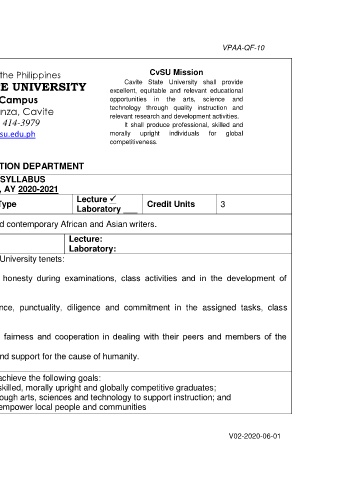 VPAA-QF-10
the Philippines
E UNIVERSITY
Campus
nza, Cavite
414-3979
su.edu.ph
CvSU Mission
Cavite State University shall provide
excellent, equitable and relevant educational
opportunities in the arts, science and
technology through quality instruction and
relevant research and development activities.
It shall produce professional, skilled and
morally upright individuals for global
competitiveness.
TION DEPARTMENT
SYLLABUS
, AY 2020-2021
Type
Lecture ✓
Laboratory ___
Credit Units
3
d contemporary African and Asian writers.
Lecture:
Laboratory:
University tenets:
honesty during examinations, class activities and in the development of
nce, punctuality, diligence and commitment in the assigned tasks, class
fairness and cooperation in dealing with their peers and members of the
nd support for the cause of humanity.
achieve the following goals:
skilled, morally upright and globally competitive graduates;
ough arts, sciences and technology to support instruction; and
empower local people and communities
V02-2020-06-01